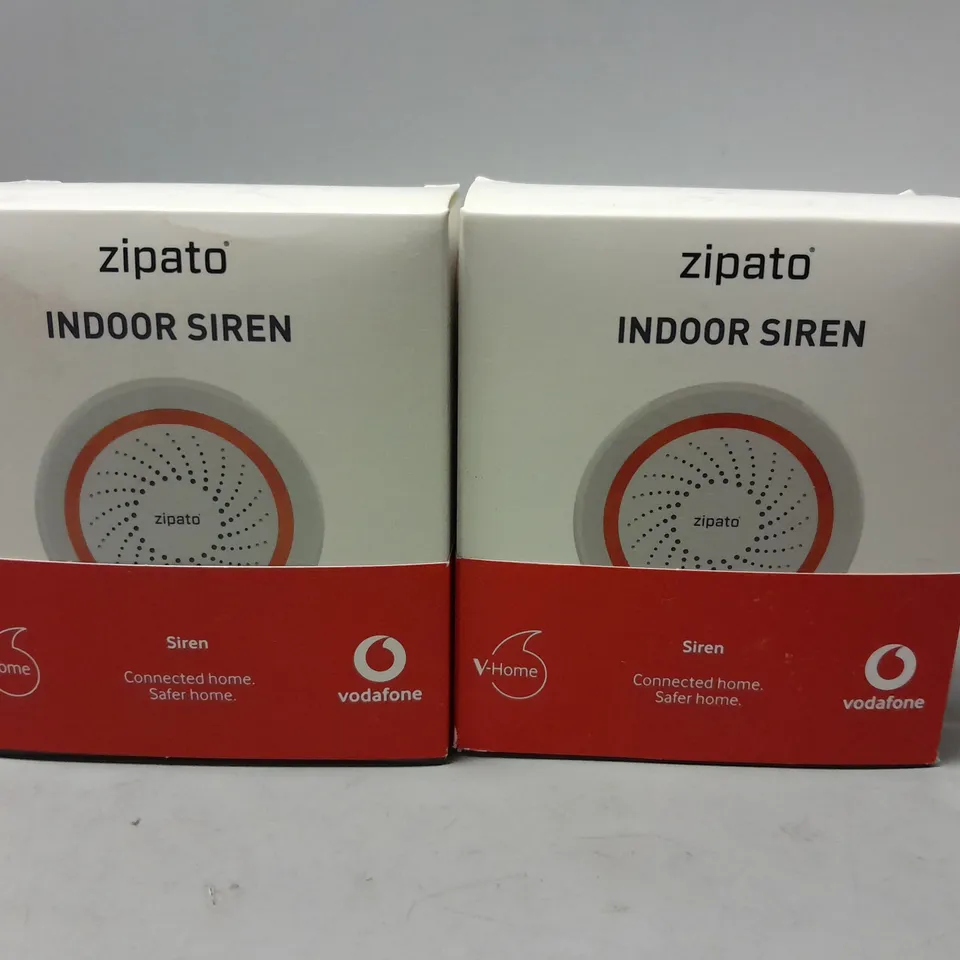 zipato
INDOOR SIREN
zipato
ome
Siren
Connected home.
Safer home.
vodafone
zipato
INDOOR SIREN
zipato
V-Home
Siren
Connected home.
Safer home.
vodafone